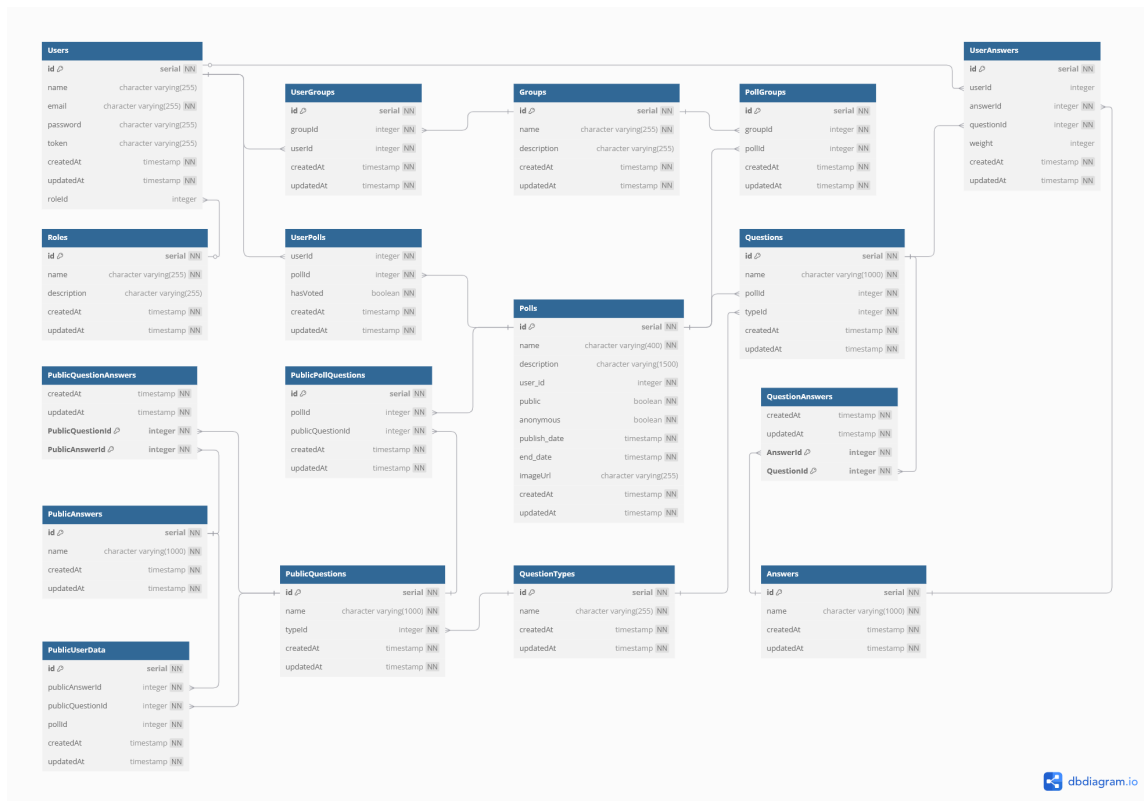 Users
id serial NN
name character varying(255)
email character varying(255) NN
password character varying(255)
token character varying(255)
createdAt timestamp NN
updatedAt timestamp NN
roleId integer
UserGroups
id serial NN
groupId integer NN
userId integer NN
createdAt timestamp NN
updatedAt timestamp NN
Groups
id serial NN
name character varying(255) NN
description character varying(255)
createdAt timestamp NN
updatedAt timestamp NN
PollGroups
id serial NN
groupId integer NN
pollId integer NN
createdAt timestamp NN
updatedAt timestamp NN
UserAnswers
id serial NN
userId integer
answerId integer NN
questionId integer NN
weight integer
createdAt timestamp NN
updatedAt timestamp NN
Roles
id serial NN
name character varying(255) NN
description character varying(255)
createdAt timestamp NN
updatedAt timestamp NN
UserPolls
userId integer NN
pollId integer NN
hasVoted boolean NN
createdAt timestamp NN
updatedAt timestamp NN
Polls
id serial NN
name character varying(400) NN
description character varying(1500)
user_id integer NN
public boolean NN
anonymous boolean NN
publish_date timestamp NN
end_date timestamp NN
imageUrl character varying(255)
createdAt timestamp NN
updatedAt timestamp NN
Questions
id serial NN
name character varying(1000) NN
pollId integer NN
typeId integer NN
createdAt timestamp NN
updatedAt timestamp NN
PublicQuestionAnswers
createdAt timestamp NN
updatedAt timestamp NN
PublicQuestionId integer NN
PublicAnswerId integer NN
PublicPollQuestions
id serial NN
pollId integer NN
publicQuestionId integer NN
createdAt timestamp NN
updatedAt timestamp NN
QuestionAnswers
createdAt timestamp NN
updatedAt timestamp NN
AnswerId integer NN
QuestionId integer NN
PublicAnswers
id serial NN
name character varying(1000) NN
createdAt timestamp NN
updatedAt timestamp NN
PublicQuestions
id serial NN
name character varying(1000) NN
typeId integer NN
createdAt timestamp NN
updatedAt timestamp NN
QuestionTypes
id serial NN
name character varying(255) NN
createdAt timestamp NN
updatedAt timestamp NN
Answers
id serial NN
name character varying(1000) NN
createdAt timestamp NN
updatedAt timestamp NN
PublicUserData
id serial NN
publicAnswerId integer NN
publicQuestionId integer NN
pollId integer NN
createdAt timestamp NN
updatedAt timestamp NN
dbdiagram.io